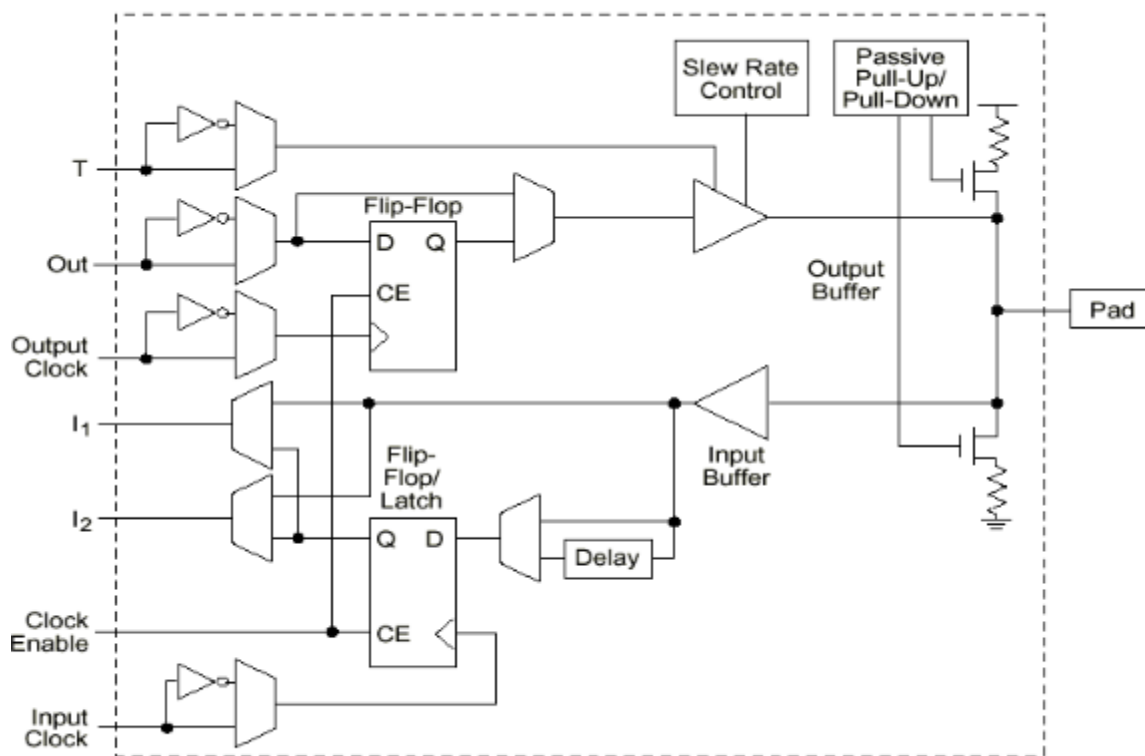 Slew Rate
Control
Passive
Pull-Up/
Pull-Down
T
Flip-Flop
D
Q
Out
CE
Output
Buffer
Pad
Output
Clock
I1
Flip-
Flop/
Latch
Input
Buffer
I2
Q
D
Delay
Clock
Enable
CE
Input
Clock